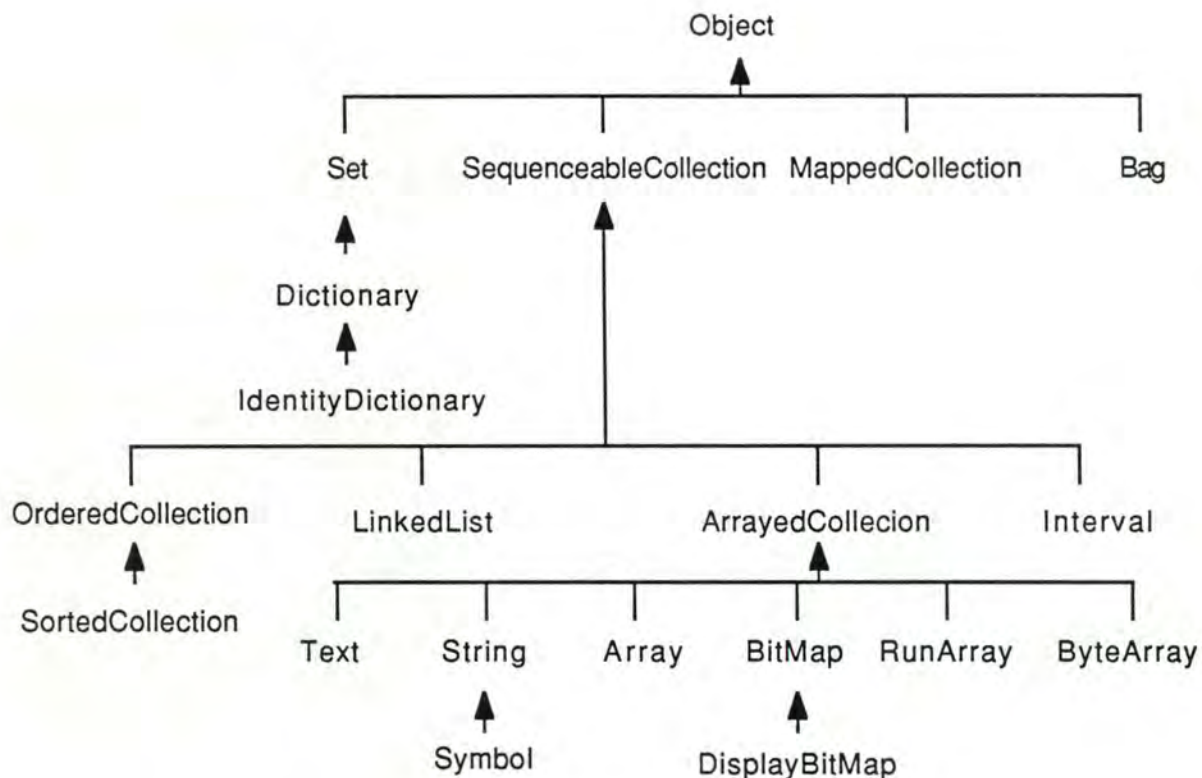 Object
Set SequenceableCollection MappedCollection Bag
Dictionary
IdentityDictionary
OrderedCollection LinkedList ArrayedCollecion Interval
SortedCollection
Text String Array BitMap RunArray ByteArray
Symbol DisplayBitMap